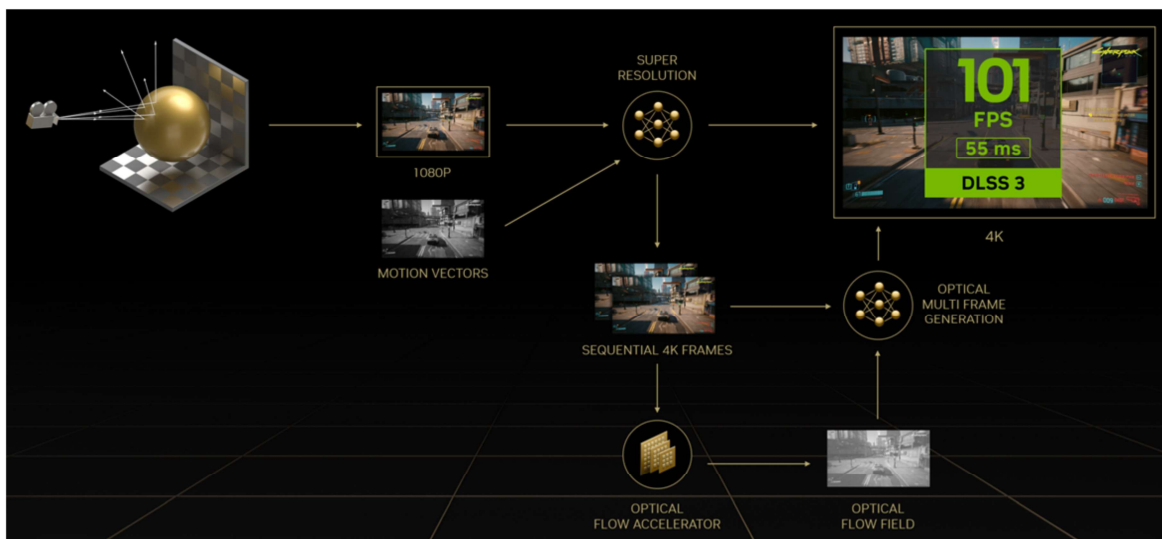 SUPER
RESOLUTION
1080P
MOTION VECTORS
101
FPS
55 ms
DLSS 3
4K
OPTICAL
MULTI FRAME
GENERATION
SEQUENTIAL 4K FRAMES
OPTICAL
FLOW ACCELERATOR
OPTICAL
FLOW FIELD